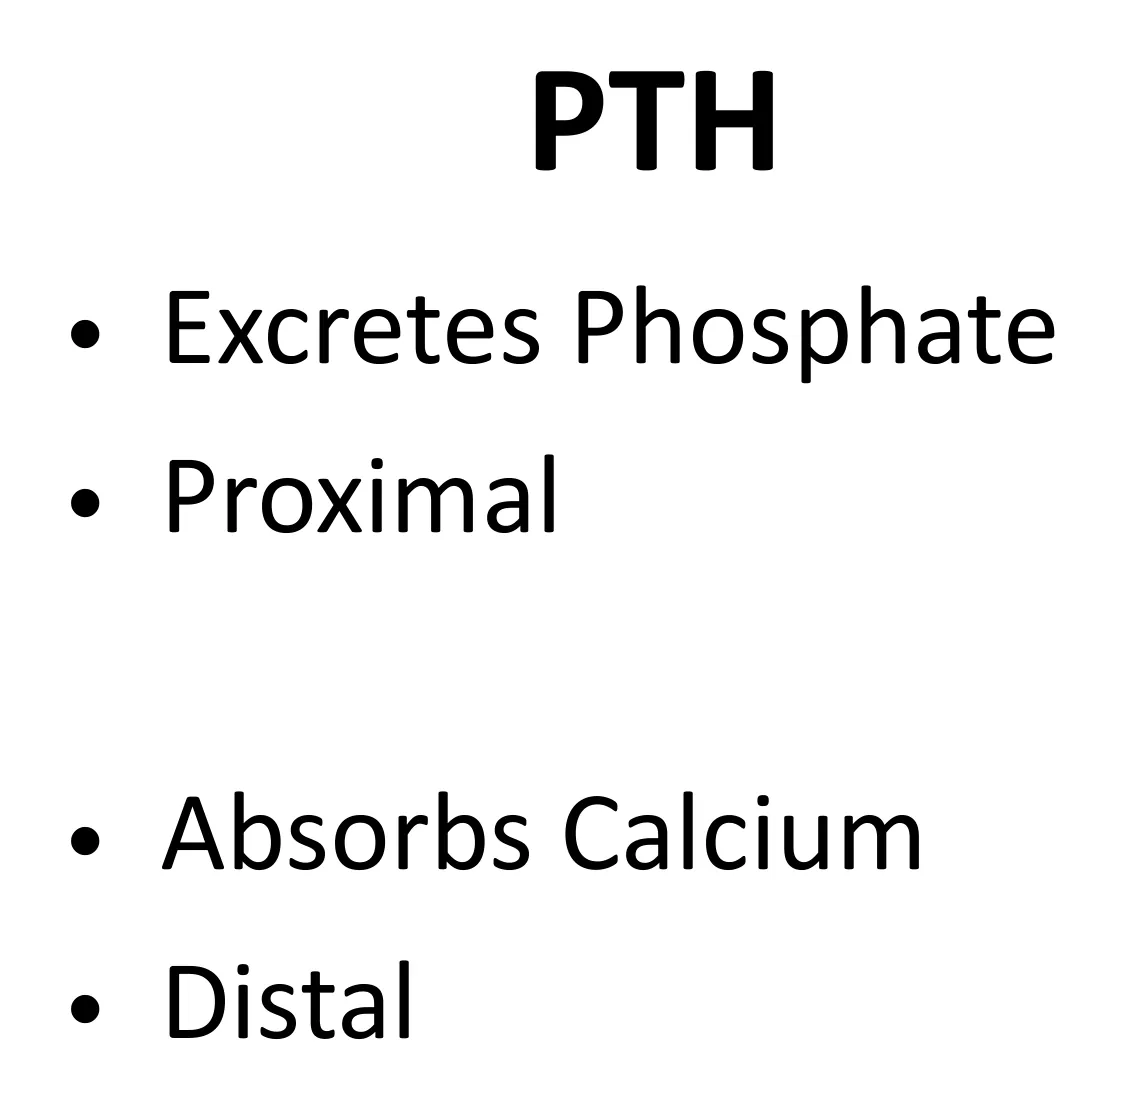 PTH
• Excretes Phosphate
• Proximal
• Absorbs Calcium
• Distal